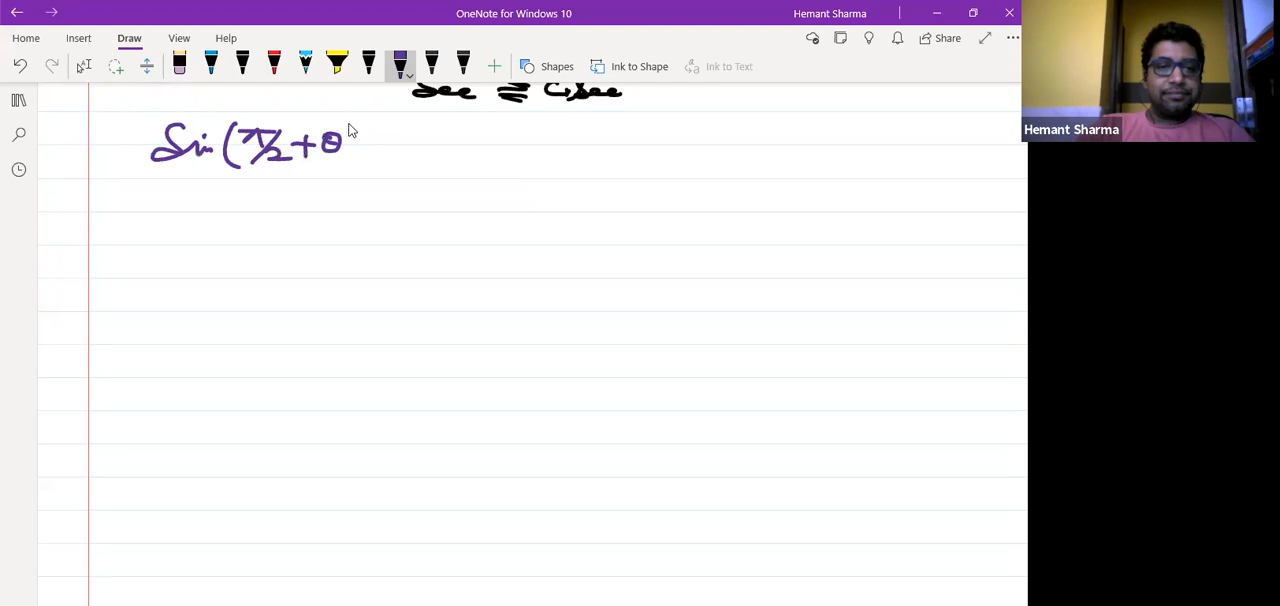 OneNote for Windows 10
Hemant Sharma
Home Insert Draw View Help
Share
Shapes Ink to Shape Ink to Text
Sec ⇌ Cosec
Sin (π/2 + θ
Hemant Sharma